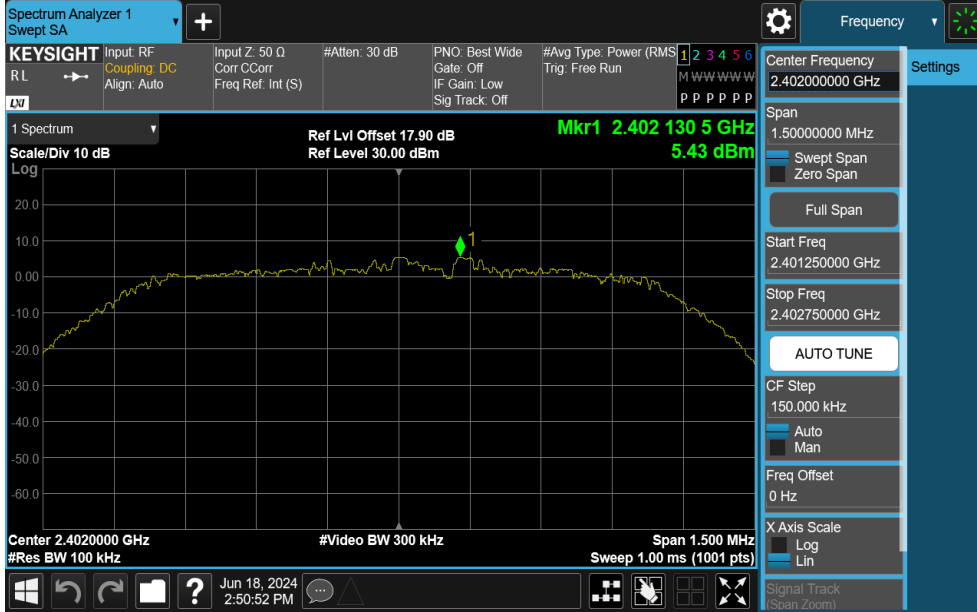 Spectrum Analyzer 1
Swept SA
+
Frequency
KEYSIGHT
R L
LXI
Input: RF
Coupling: DC
Align: Auto
Input Z: 50 Ω
Corr CCorr
Freq Ref: Int (S)
#Atten: 30 dB
PNO: Best Wide
Gate: Off
IF Gain: Low
Sig Track: Off
#Avg Type: Power (RMS
Trig: Free Run
1 2 3 4 5 6
M W W W W W
P P P P P P
1 Spectrum
Scale/Div 10 dB
Ref Lvl Offset 17.90 dB
Ref Level 30.00 dBm
Mkr1 2.402 130 5 GHz
5.43 dBm
Log
20.0
10.0
0.00
-10.0
-20.0
-30.0
-40.0
-50.0
-60.0
1
Center 2.4020000 GHz
#Video BW 300 kHz
Span 1.500 MHz
#Res BW 100 kHz
Sweep 1.00 ms (1001 pts)
Jun 18, 2024
2:50:52 PM
?
Center Frequency
2.402000000 GHz
Span
1.50000000 MHz
Swept Span
Zero Span
Full Span
Start Freq
2.401250000 GHz
Stop Freq
2.402750000 GHz
AUTO TUNE
CF Step
150.000 kHz
Auto
Man
Freq Offset
0 Hz
X Axis Scale
Log
Lin
Signal Track
(Span Zoom)
Settings